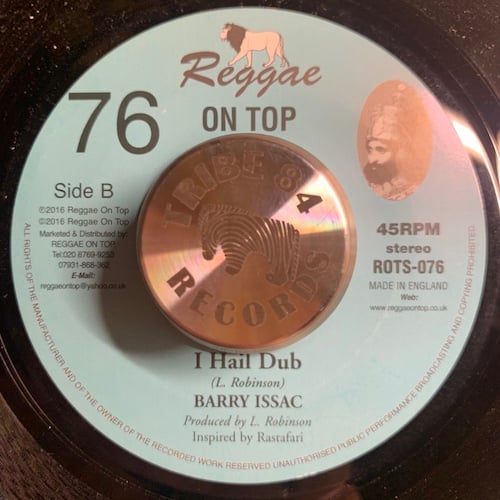 Reggae
76
ON TOP
Side B
℗2016 Reggae On Top
©2016 Reggae On Top
Marketed & Distributed by:
REGGAE ON TOP
Tel:020 8769-9253
07931-868-362
E-Mail:
reggaeontop@yahoo.co.uk
TRIBE 84
RECORDS
45RPM
stereo
ROTS-076
MADE IN ENGLAND
Web:
www.reggaeontop.co.uk
I Hail Dub
(L. Robinson)
BARRY ISSAC
Produced by L. Robinson
Inspired by Rastafari
ALL RIGHTS OF THE MANUFACTURER AND OF THE OWNER OF THE RECORDED WORK RESERVED UNAUTHORISED PUBLIC PERFORMANCE BROADCASTING AND COPYING PROHIBITED.